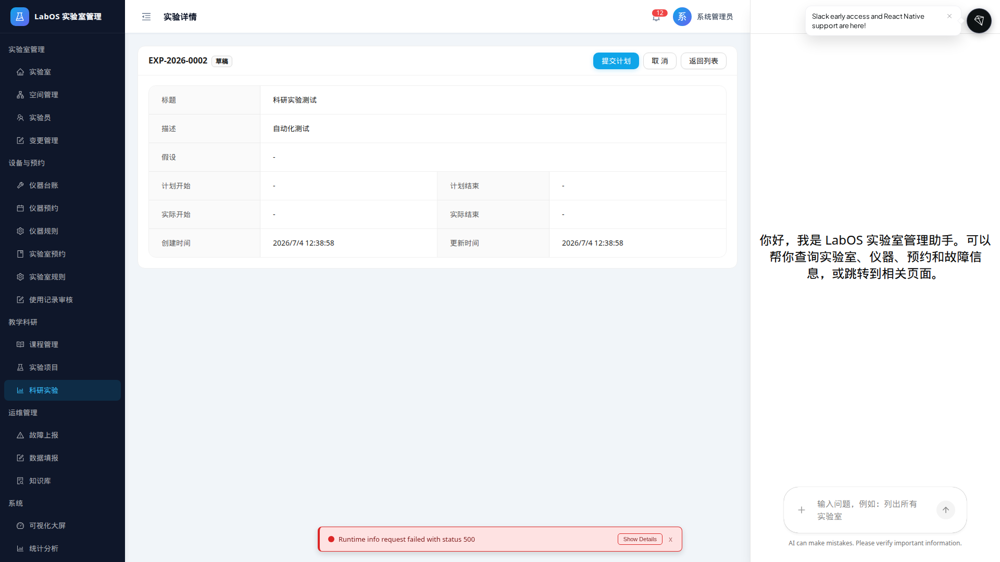 LabOS 实验室管理
实验室管理
实验室
空间管理
实验员
变更管理
设备与预约
仪器台账
仪器预约
仪器规则
实验室预约
实验室规则
使用记录审核
教学科研
课程管理
实验项目
科研实验
运维管理
故障上报
数据填报
知识库
系统
可视化大屏
统计分析
实验详情
12
系 系统管理员
EXP-2026-0002 草稿
提交计划 取 消 返回列表
标题 科研实验测试
描述 自动化测试
假设 -
计划开始 - 计划结束 -
实际开始 - 实际结束 -
创建时间 2026/7/4 12:38:58 更新时间 2026/7/4 12:38:58
Runtime info request failed with status 500 Show Details X
Slack early access and React Native
support are here!
你好，我是 LabOS 实验室管理助手。可以
帮你查询实验室、仪器、预约和故障信
息，或跳转到相关页面。
输入问题，例如：列出所有
实验室
AI can make mistakes. Please verify important information.